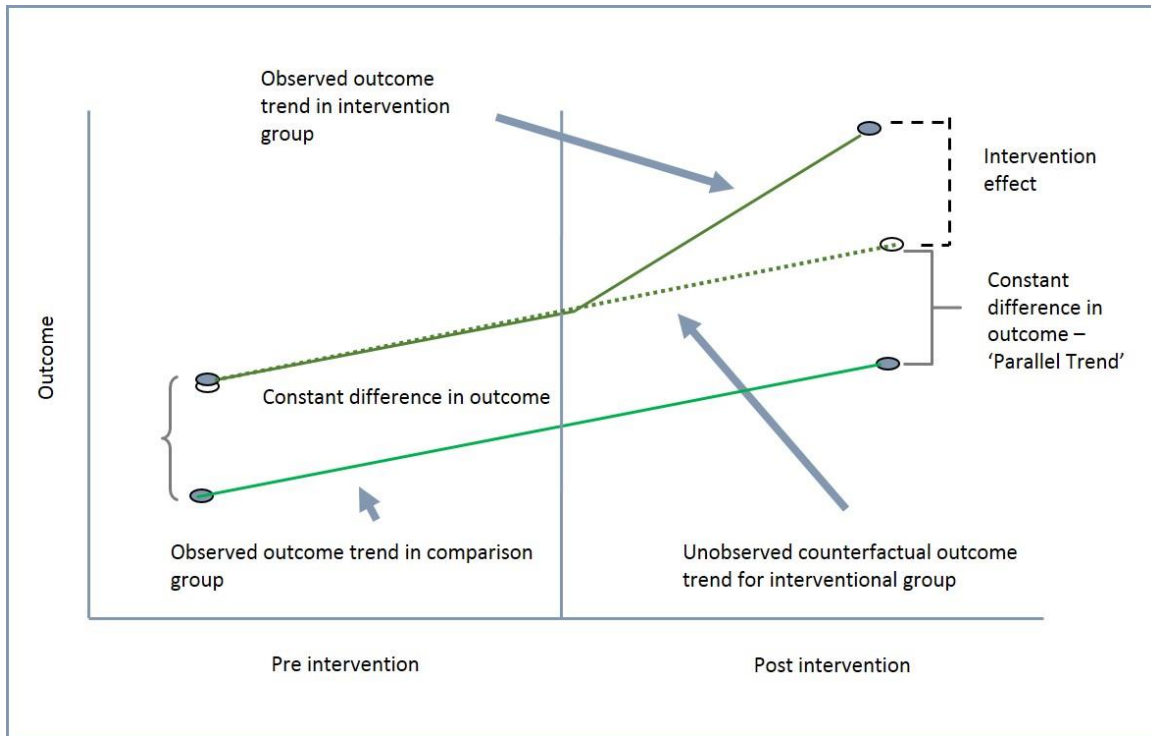 Observed outcome
trend in intervention
group
Intervention
effect
Constant
difference in
outcome –
‘Parallel Trend’
Outcome
Constant difference in outcome
Observed outcome trend in comparison
group
Unobserved counterfactual outcome
trend for interventional group
Pre intervention
Post intervention